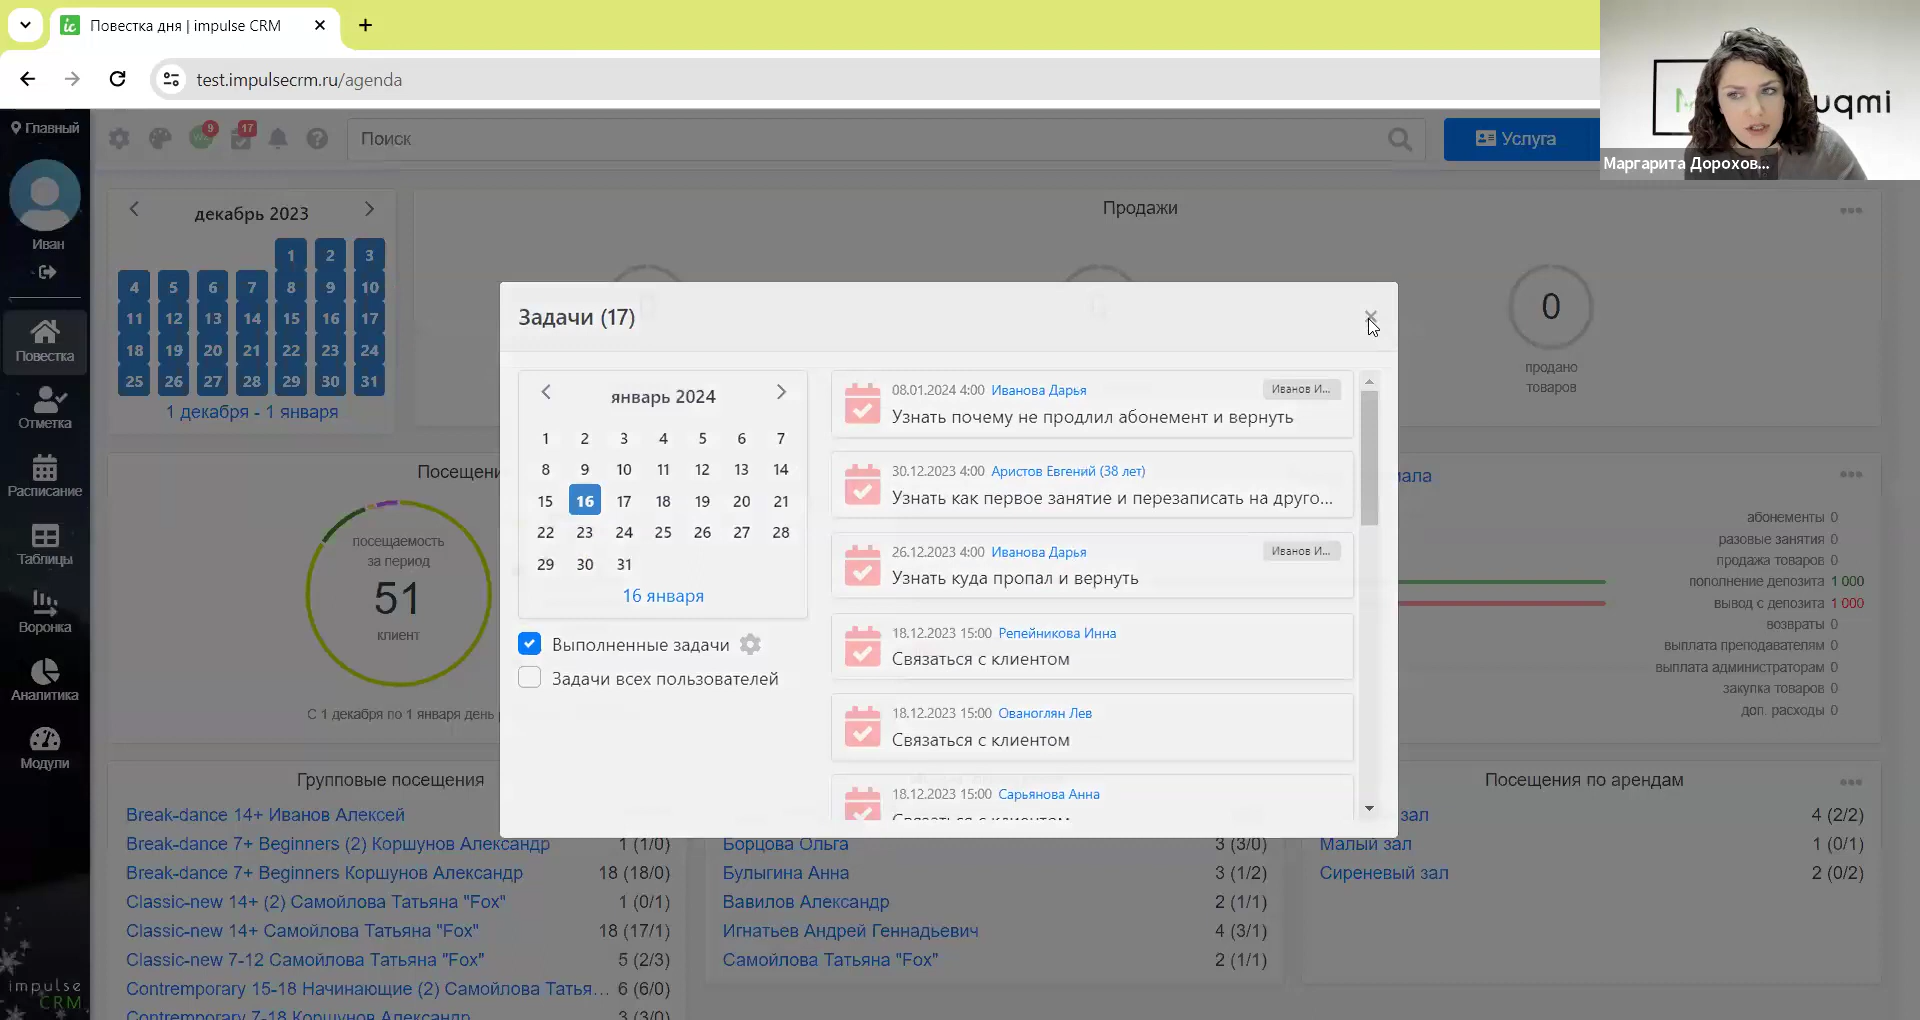 Повестка дня | impulse CRM
test.impulsecrm.ru/agenda
uqmi
Маргарита Дорохов...
Главный
9
17
Поиск
Услуга
Иван
Повестка
Отметка
Расписание
Таблицы
Воронка
Аналитика
Модули
impulse
CRM
декабрь 2023
1 2 3
4 5 6 7 8 9 10
11 12 13 14 15 16 17
18 19 20 21 22 23 24
25 26 27 28 29 30 31
1 декабря - 1 января
Продажи
0
продано
товаров
Посещени
посещаемость
за период
51
клиент
С 1 декабря по 1 января день
Задачи (17)
январь 2024
1 2 3 4 5 6 7
8 9 10 11 12 13 14
15 16 17 18 19 20 21
22 23 24 25 26 27 28
29 30 31
16 января
Выполненные задачи
Задачи всех пользователей
08.01.2024 4:00 Иванова Дарья
Иванов И...
Узнать почему не продлил абонемент и вернуть
30.12.2023 4:00 Аристов Евгений (38 лет)
Узнать как первое занятие и перезаписать на друго...
26.12.2023 4:00 Иванова Дарья
Иванов И...
Узнать куда пропал и вернуть
18.12.2023 15:00 Репейникова Инна
Связаться с клиентом
18.12.2023 15:00 Ованоглян Лев
Связаться с клиентом
18.12.2023 15:00 Сарьянова Анна
Связаться с клиентом
нала
абонементы 0
разовые занятия 0
продажа товаров 0
пополнение депозита 1 000
вывод с депозита 1 000
возвраты 0
выплата преподавателям 0
выплата администраторам 0
закупка товаров 0
доп. расходы 0
Групповые посещения
Break-dance 14+ Иванов Алексей
Break-dance 7+ Beginners (2) Коршунов Александр 1 (1/0)
Break-dance 7+ Beginners Коршунов Александр 18 (18/0)
Classic-new 14+ (2) Самойлова Татьяна "Fox" 1 (0/1)
Classic-new 14+ Самойлова Татьяна "Fox" 18 (17/1)
Classic-new 7-12 Самойлова Татьяна "Fox" 5 (2/3)
Contremporary 15-18 Начинающие (2) Самойлова Татья... 6 (6/0)
Contremporary 7-18 Коршунов Александр 3 (3/0)
Борцова Ольга 3 (3/0)
Булыгина Анна 3 (1/2)
Вавилов Александр 2 (1/1)
Игнатьев Андрей Геннадьевич 4 (3/1)
Самойлова Татьяна "Fox" 2 (1/1)
Посещения по арендам
зал 4 (2/2)
Малый зал 1 (0/1)
Сиреневый зал 2 (0/2)